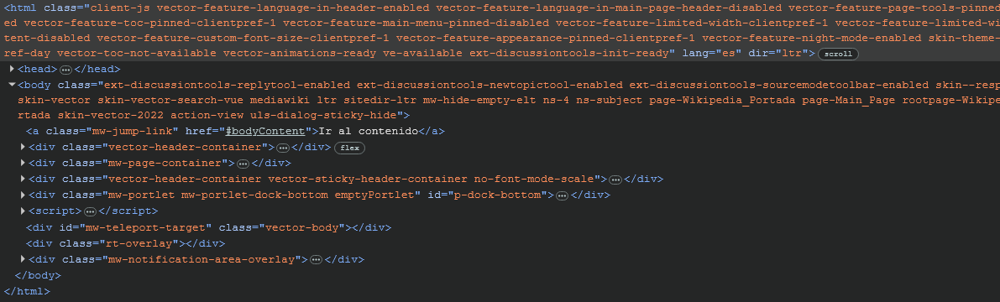 <html class="client-js vector-feature-language-in-header-enabled vector-feature-language-in-main-page-header-disabled vector-feature-page-tools-pinned
ed vector-feature-toc-pinned-clientpref-1 vector-feature-main-menu-pinned-disabled vector-feature-limited-width-clientpref-1 vector-feature-limited-wi
tent-disabled vector-feature-custom-font-size-clientpref-1 vector-feature-appearance-pinned-clientpref-1 vector-feature-night-mode-enabled skin-theme-
ref-day vector-toc-not-available vector-animations-ready ve-available ext-discussiontools-init-ready" lang="es" dir="ltr"> scroll
<head> ⋯ </head>
<body class="ext-discussiontools-replytool-enabled ext-discussiontools-newtopictool-enabled ext-discussiontools-sourcemodetoolbar-enabled skin--resp
skin-vector skin-vector-search-vue mediawiki ltr sitedir-ltr mw-hide-empty-elt ns-4 ns-subject page-Wikipedia_Portada page-Main_Page rootpage-Wikipe
rtada skin-vector-2022 action-view uls-dialog-sticky-hide">
<a class="mw-jump-link" href="#bodyContent">Ir al contenido</a>
<div class="vector-header-container"> ⋯ </div> flex
<div class="mw-page-container"> ⋯ </div>
<div class="vector-header-container vector-sticky-header-container no-font-mode-scale"> ⋯ </div>
<div class="mw-portlet mw-portlet-dock-bottom emptyPortlet" id="p-dock-bottom"> ⋯ </div>
<script> ⋯ </script>
<div id="mw-teleport-target" class="vector-body"></div>
<div class="rt-overlay"></div>
<div class="mw-notification-area-overlay"> ⋯ </div>
</body>
</html>